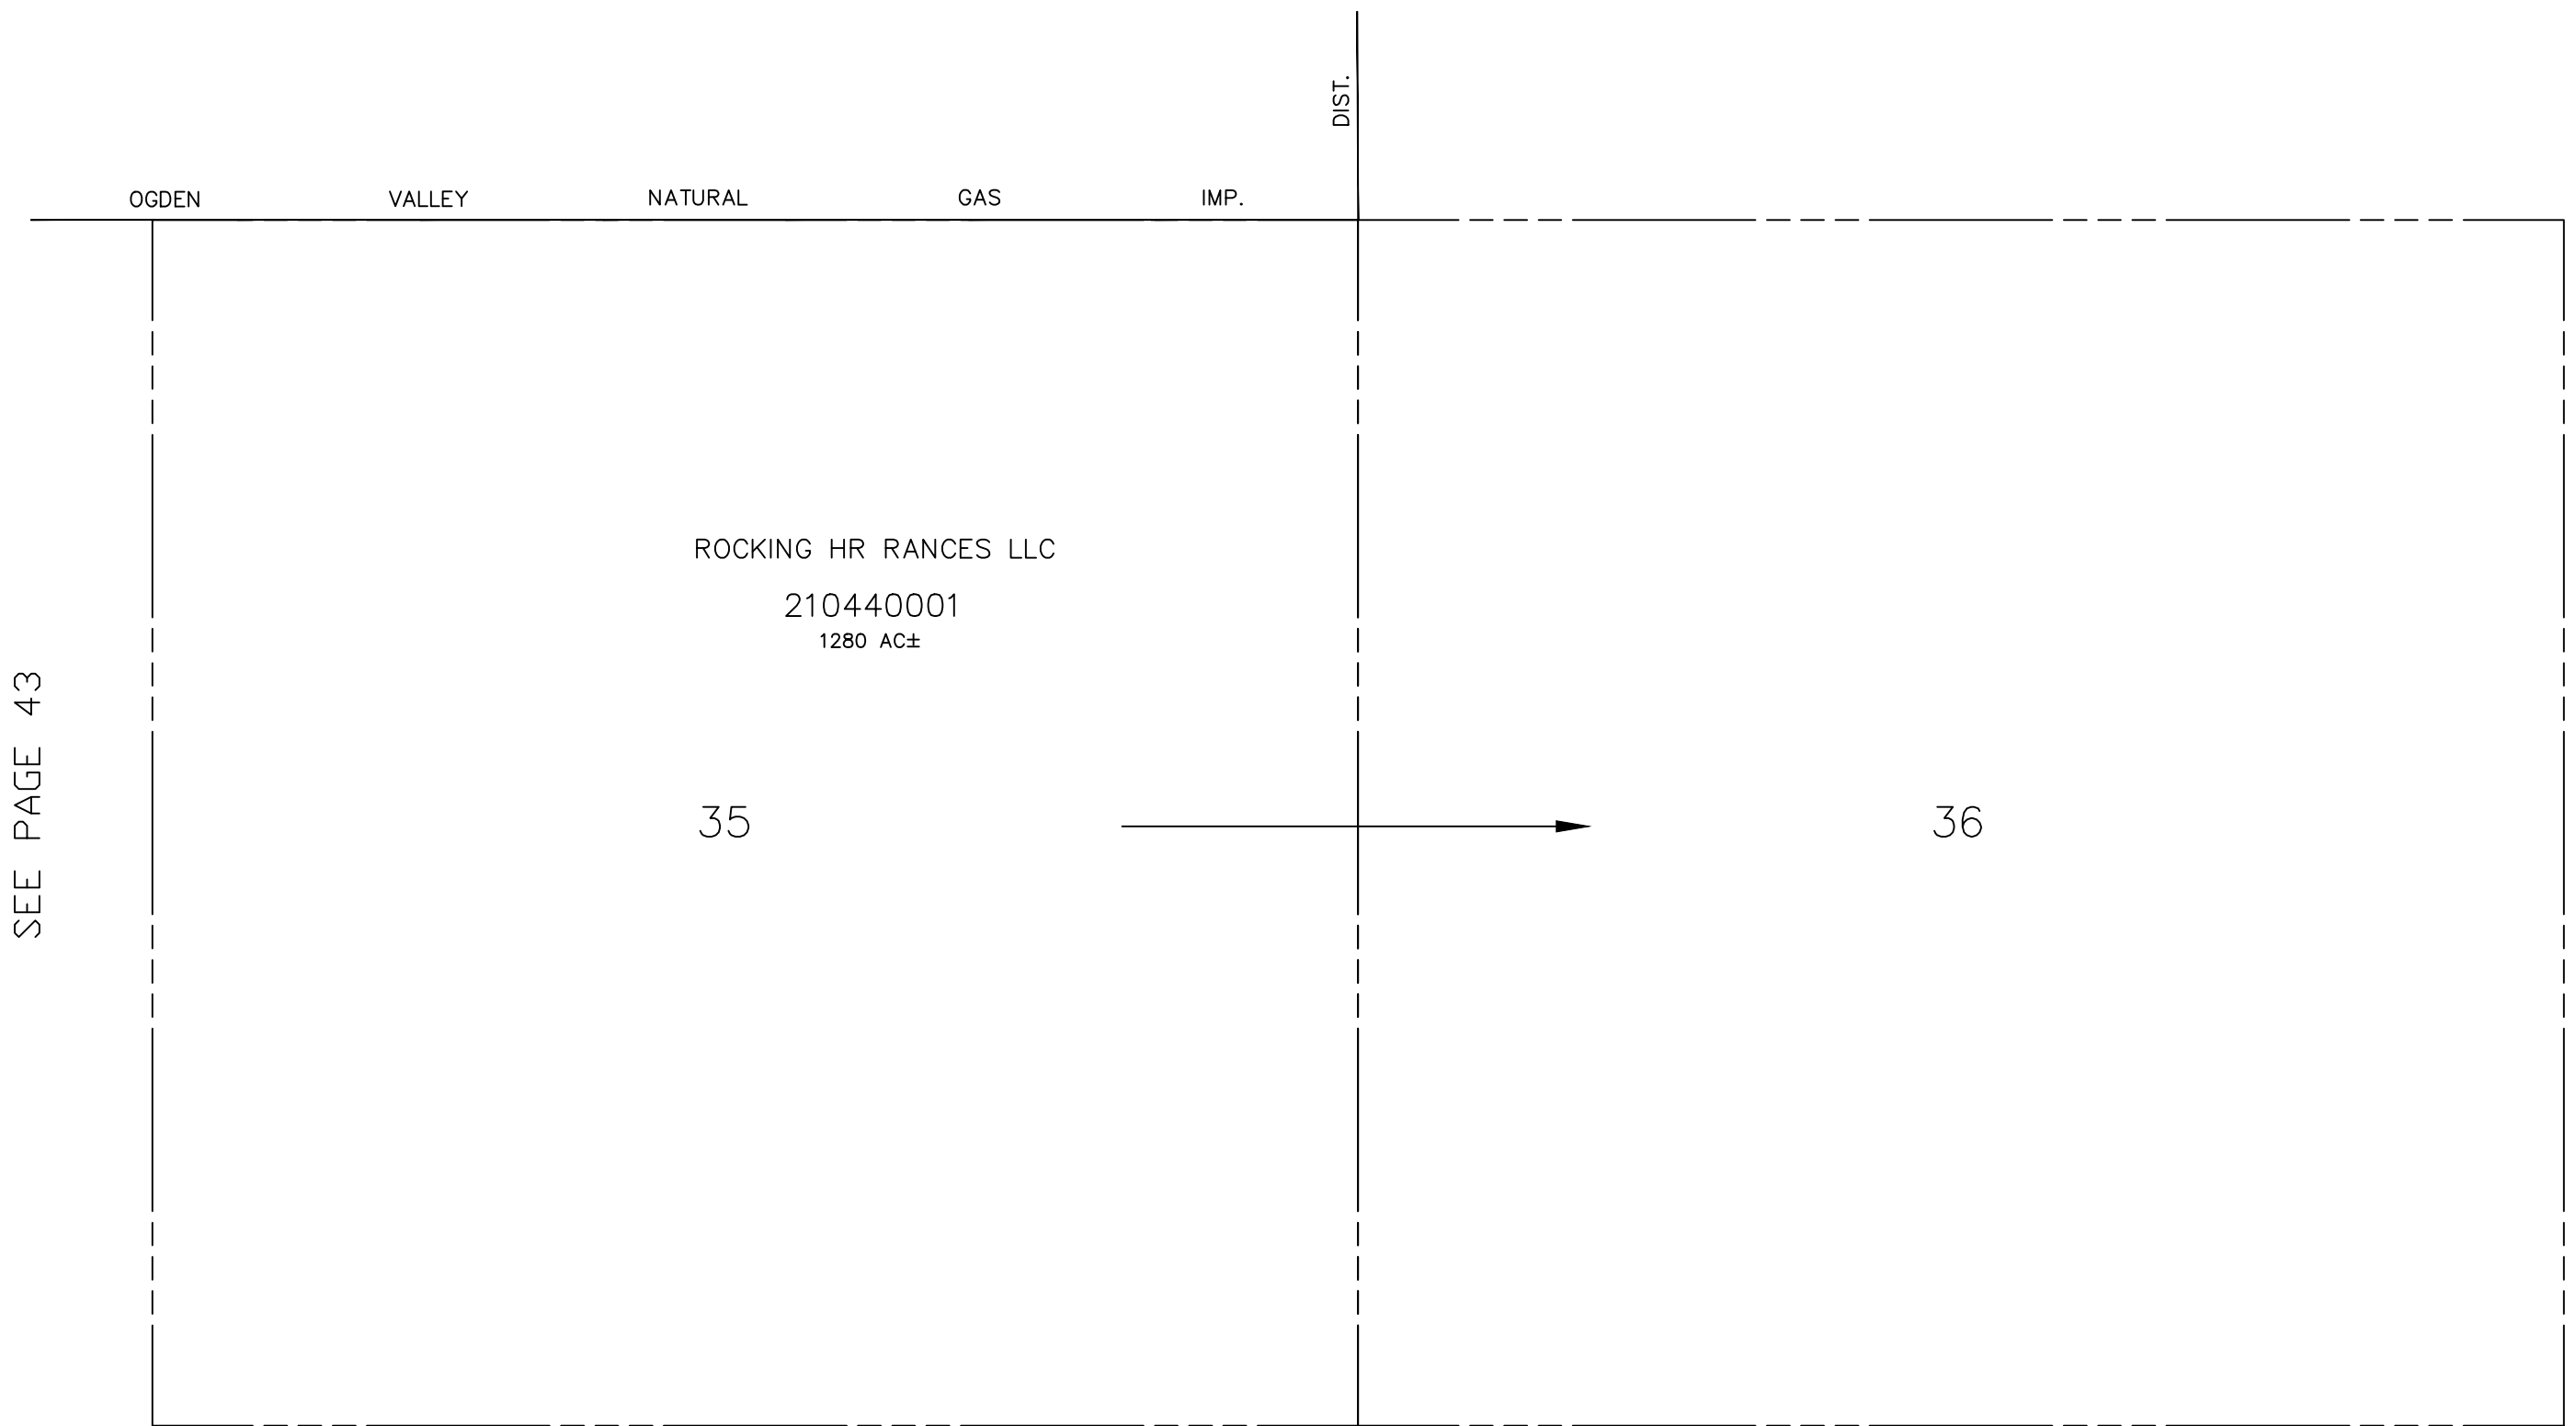 DIST.
OGDEN VALLEY NATURAL GAS IMP.
ROCKING HR RANCES LLC
210440001
1280 AC±
SEE PAGE 43
35
36